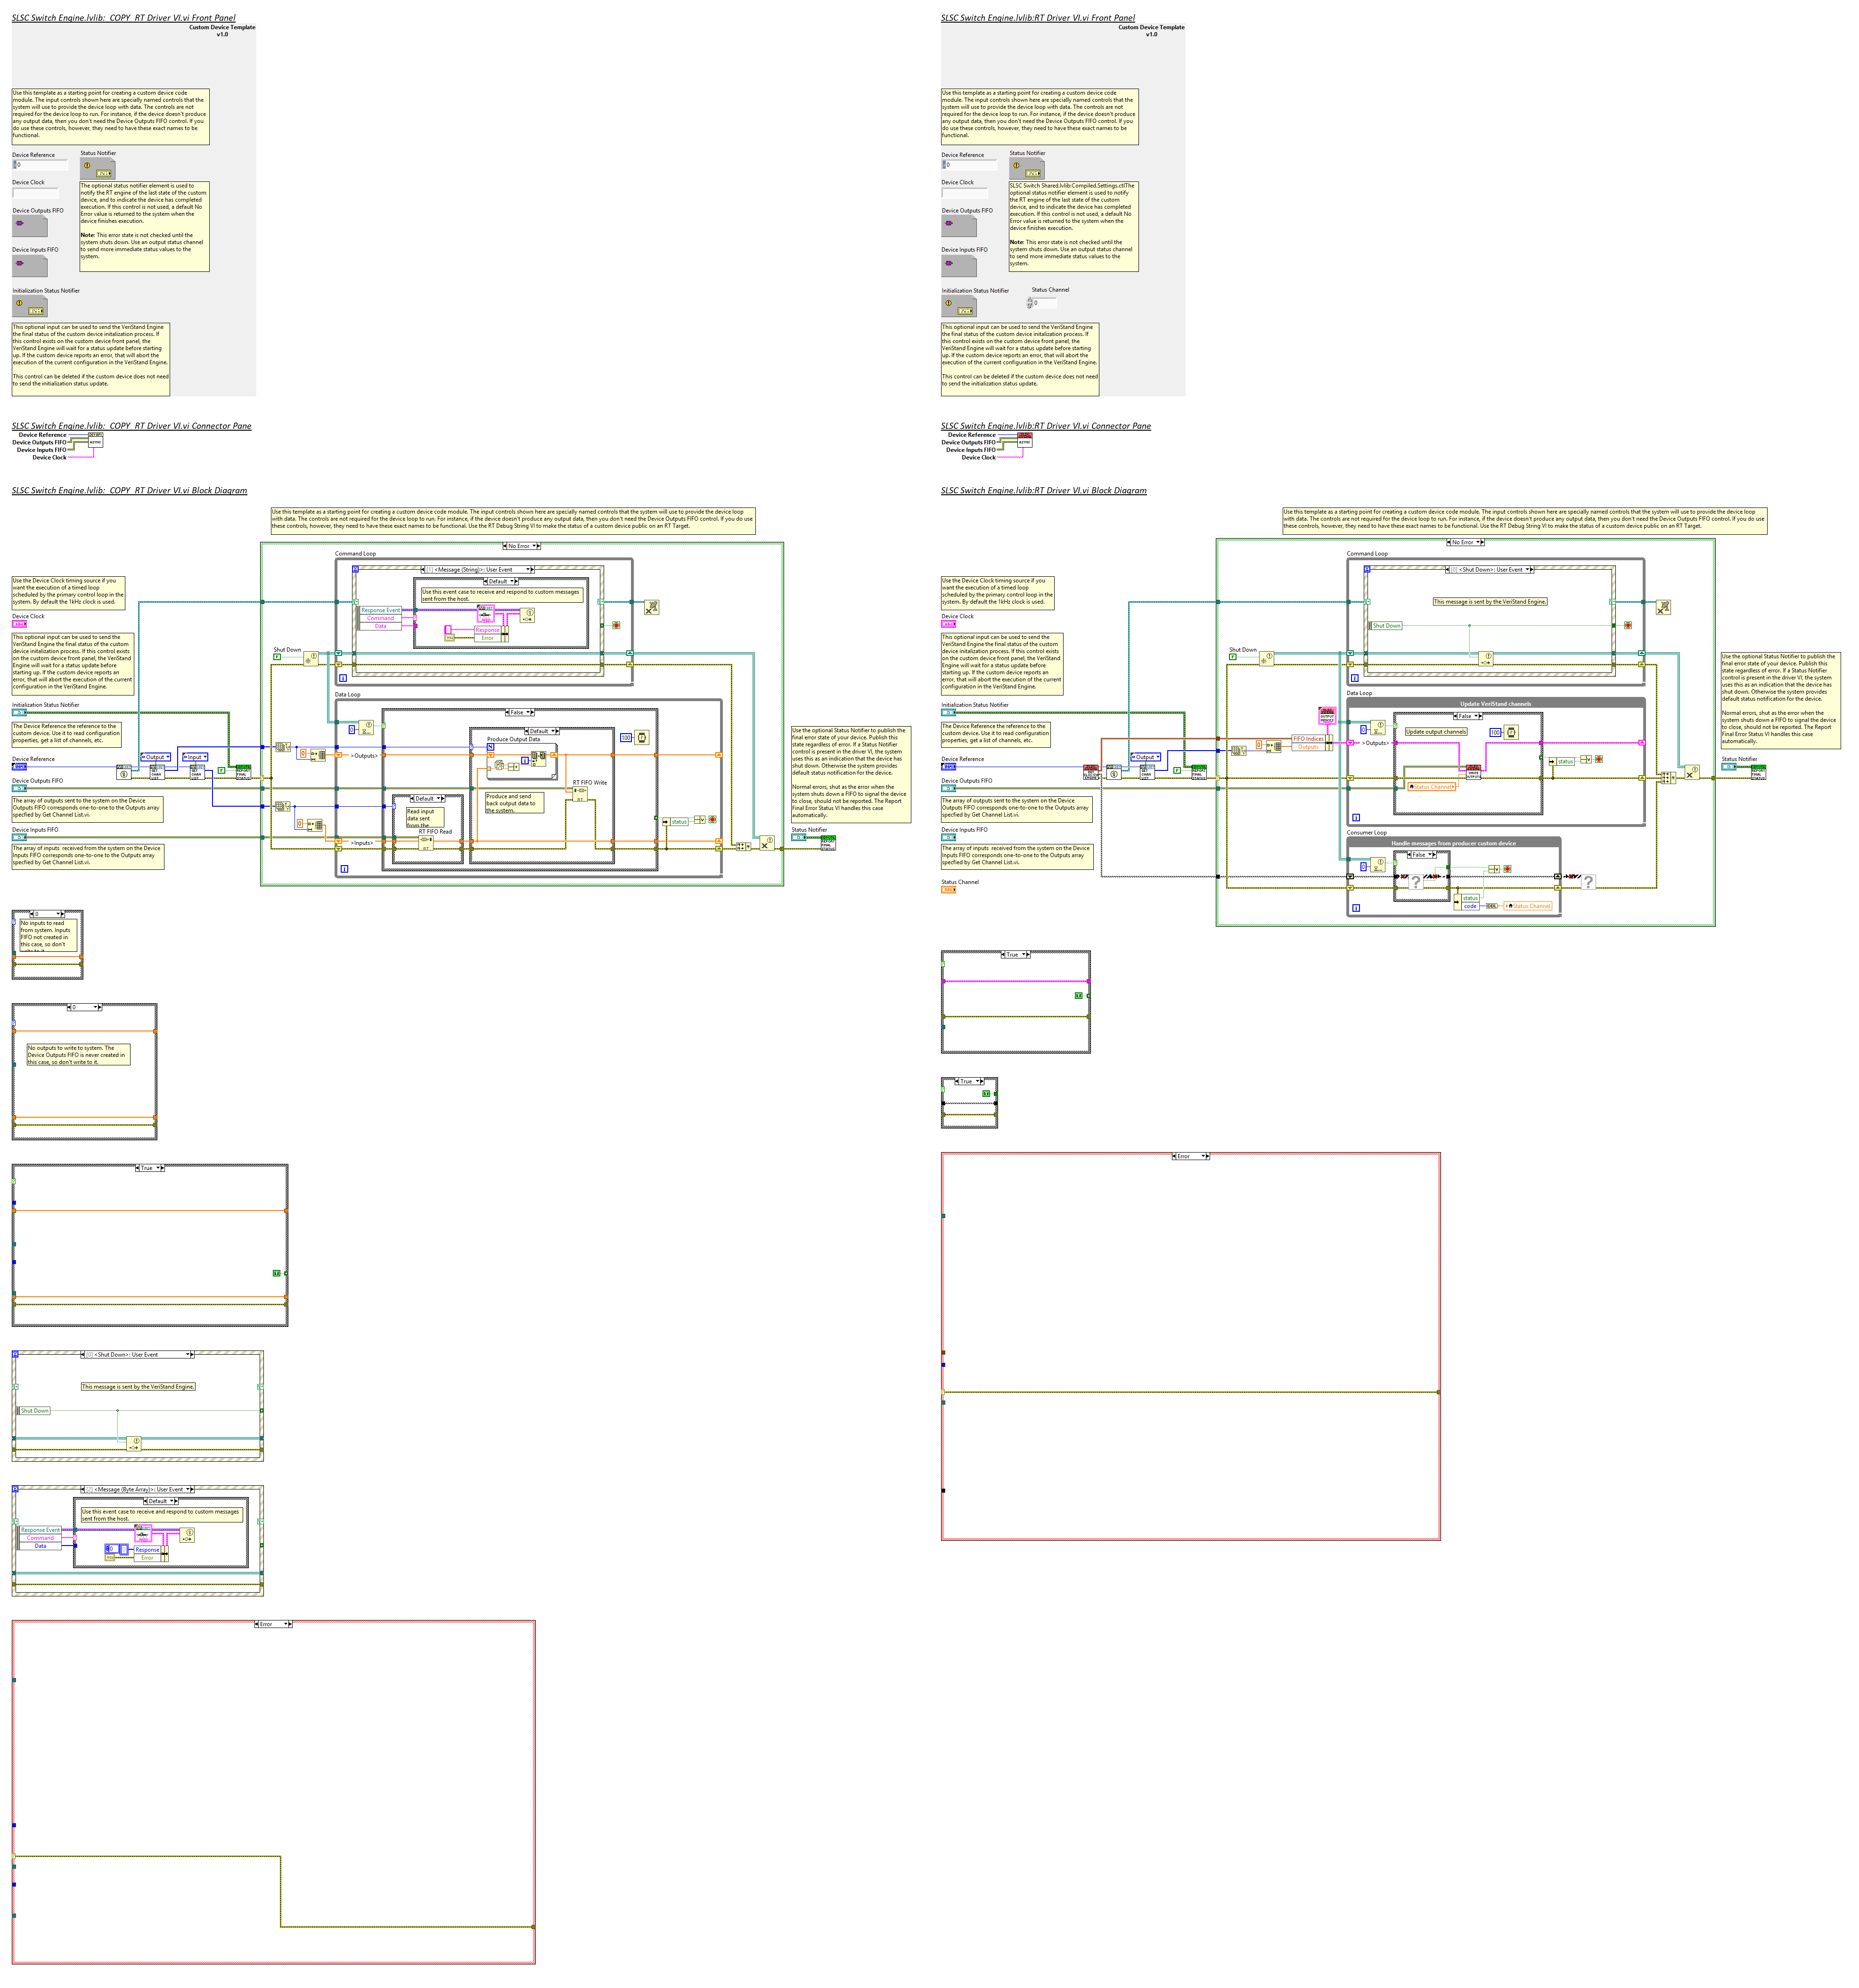 SLSC Switch Engine.lvlib:_COPY_RT Driver VI.vi Front Panel
Custom Device Template
v1.0
Use this template as a starting point for creating a custom device code
module. The input controls shown here are specially named controls that the
system will use to provide the device loop with data. The controls are not
required for the device loop to run. For instance, if the device doesn't produce
any output data, then you don't need the Device Outputs FIFO control. If you
do use these controls, however, they need to have these exact names to be
functional.
Device Reference
0
Status Notifier
Device Clock
The optional status notifier element is used to
notify the RT engine of the last state of the custom
device, and to indicate the device has completed
execution. If this control is not used, a default No
Error value is returned to the system when the
device finishes execution.
Note: This error state is not checked until the
system shuts down. Use an output status channel
to send more immediate status values to the
system.
Device Outputs FIFO
Device Inputs FIFO
Initialization Status Notifier
This optional input can be used to send the VeriStand Engine
the final status of the custom device initalization process. If
this control exists on the custom device front panel, the
VeriStand Engine will wait for a status update before starting
up. If the custom device reports an error, that will abort the
execution of the current configuration in the VeriStand Engine.
This control can be deleted if the custom device does not need
to send the initialization status update.
SLSC Switch Engine.lvlib:_COPY_RT Driver VI.vi Connector Pane
Device Reference
Device Outputs FIFO
Device Inputs FIFO
Device Clock
ASYNC
SLSC Switch Engine.lvlib:_COPY_RT Driver VI.vi Block Diagram
Use this template as a starting point for creating a custom device code module. The input controls shown here are specially named controls that the system will use to provide the device loop
with data. The controls are not required for the device loop to run. For instance, if the device doesn't produce any output data, then you don't need the Device Outputs FIFO control. If you do use
these controls, however, they need to have these exact names to be functional. Use the RT Debug String VI to make the status of a custom device public on an RT Target.
No Error
Command Loop
[1] <Message (String)>: User Event
Default
Use this event case to receive and respond to custom messages
sent from the host.
Response Event
Command
Data
Response
Error
Use the Device Clock timing source if you
want the execution of a timed loop
scheduled by the primary control loop in the
system. By default the 1kHz clock is used.
Device Clock
This optional input can be used to send the
VeriStand Engine the final status of the custom
device initalization process. If this control exists
on the custom device front panel, the VeriStand
Engine will wait for a status update before
starting up. If the custom device reports an
error, that will abort the execution of the current
configuration in the VeriStand Engine.
Shut Down
F
Initialization Status Notifier
The Device Reference the reference to the
custom device. Use it to read configuration
properties, get a list of channels, etc.
Device Reference
Output
Input
F
Device Outputs FIFO
The array of outputs sent to the system on the Device
Outputs FIFO corresponds one-to-one to the Outputs array
specfied by Get Channel List.vi.
Device Inputs FIFO
The array of inputs received from the system on the Device
Inputs FIFO corresponds one-to-one to the Outputs array
specfied by Get Channel List.vi.
Data Loop
False
0
Default
Produce Output Data
N
i
100
>Outputs>
RT FIFO Write
Produce and send
back output data to
the system.
Default
Read input
data sent
from the
RT FIFO Read
>Inputs>
status
Use the optional Status Notifier to publish the
final error state of your device. Publish this
state regardless of error. If a Status Notifier
control is present in the driver VI, the system
uses this as an indication that the device has
shut down. Otherwise the system provides
default status notification for the device.
Normal errors, shut as the error when the
system shuts down a FIFO to signal the device
to close, should not be reported. The Report
Final Error Status VI handles this case
automatically.
Status Notifier
0
No inputs to read
from system. Inputs
FIFO not created in
this case, so don't
0
No outputs to write to system. The
Device Outputs FIFO is never created in
this case, so don't write to it.
True
[0] <Shut Down>: User Event
This message is sent by the VeriStand Engine.
Shut Down
[2] <Message (Byte Array)>: User Event
Default
Use this event case to receive and respond to custom messages
sent from the host.
Response Event
Command
Data
Response
Error
Error
SLSC Switch Engine.lvlib:RT Driver VI.vi Front Panel
Custom Device Template
v1.0
Use this template as a starting point for creating a custom device code
module. The input controls shown here are specially named controls that the
system will use to provide the device loop with data. The controls are not
required for the device loop to run. For instance, if the device doesn't produce
any output data, then you don't need the Device Outputs FIFO control. If you
do use these controls, however, they need to have these exact names to be
functional.
Device Reference
0
Status Notifier
Device Clock
SLSC Switch Shared.lvlib:Compiled.Settings.ctlThe
optional status notifier element is used to notify
the RT engine of the last state of the custom
device, and to indicate the device has completed
execution. If this control is not used, a default No
Error value is returned to the system when the
device finishes execution.
Note: This error state is not checked until the
system shuts down. Use an output status channel
to send more immediate status values to the
system.
Device Outputs FIFO
Device Inputs FIFO
Initialization Status Notifier
Status Channel
0
This optional input can be used to send the VeriStand Engine
the final status of the custom device initalization process. If
this control exists on the custom device front panel, the
VeriStand Engine will wait for a status update before starting
up. If the custom device reports an error, that will abort the
execution of the current configuration in the VeriStand Engine.
This control can be deleted if the custom device does not need
to send the initialization status update.
SLSC Switch Engine.lvlib:RT Driver VI.vi Connector Pane
Device Reference
Device Outputs FIFO
Device Inputs FIFO
Device Clock
ASYNC
SLSC Switch Engine.lvlib:RT Driver VI.vi Block Diagram
Use this template as a starting point for creating a custom device code module. The input controls shown here are specially named controls that the system will use to provide the device loop
with data. The controls are not required for the device loop to run. For instance, if the device doesn't produce any output data, then you don't need the Device Outputs FIFO control. If you do use
these controls, however, they need to have these exact names to be functional. Use the RT Debug String VI to make the status of a custom device public on an RT Target.
No Error
Command Loop
[0] <Shut Down>: User Event
This message is sent by the VeriStand Engine.
Shut Down
Use the Device Clock timing source if you
want the execution of a timed loop
scheduled by the primary control loop in the
system. By default the 1kHz clock is used.
Device Clock
This optional input can be used to send the
VeriStand Engine the final status of the custom
device initalization process. If this control exists
on the custom device front panel, the VeriStand
Engine will wait for a status update before
starting up. If the custom device reports an
error, that will abort the execution of the current
configuration in the VeriStand Engine.
Shut Down
F
Initialization Status Notifier
The Device Reference the reference to the
custom device. Use it to read configuration
properties, get a list of channels, etc.
Device Reference
Output
F
Device Outputs FIFO
The array of outputs sent to the system on the Device
Outputs FIFO corresponds one-to-one to the Outputs array
specfied by Get Channel List.vi.
Device Inputs FIFO
The array of inputs received from the system on the Device
Inputs FIFO corresponds one-to-one to the Outputs array
specfied by Get Channel List.vi.
Status Channel
Data Loop
Update VeriStand channels
False
0
Update output channels
100
FIFO Indices
Outputs
>Outputs>
Status Channel
status
Consumer Loop
Handle messages from producer custom device
False
0
?
?
status
code
Status Channel
Use the optional Status Notifier to publish the
final error state of your device. Publish this
state regardless of error. If a Status Notifier
control is present in the driver VI, the system
uses this as an indication that the device has
shut down. Otherwise the system provides
default status notification for the device.
Normal errors, shut as the error when the
system shuts down a FIFO to signal the device
to close, should not be reported. The Report
Final Error Status VI handles this case
automatically.
Status Notifier
True
True
Error